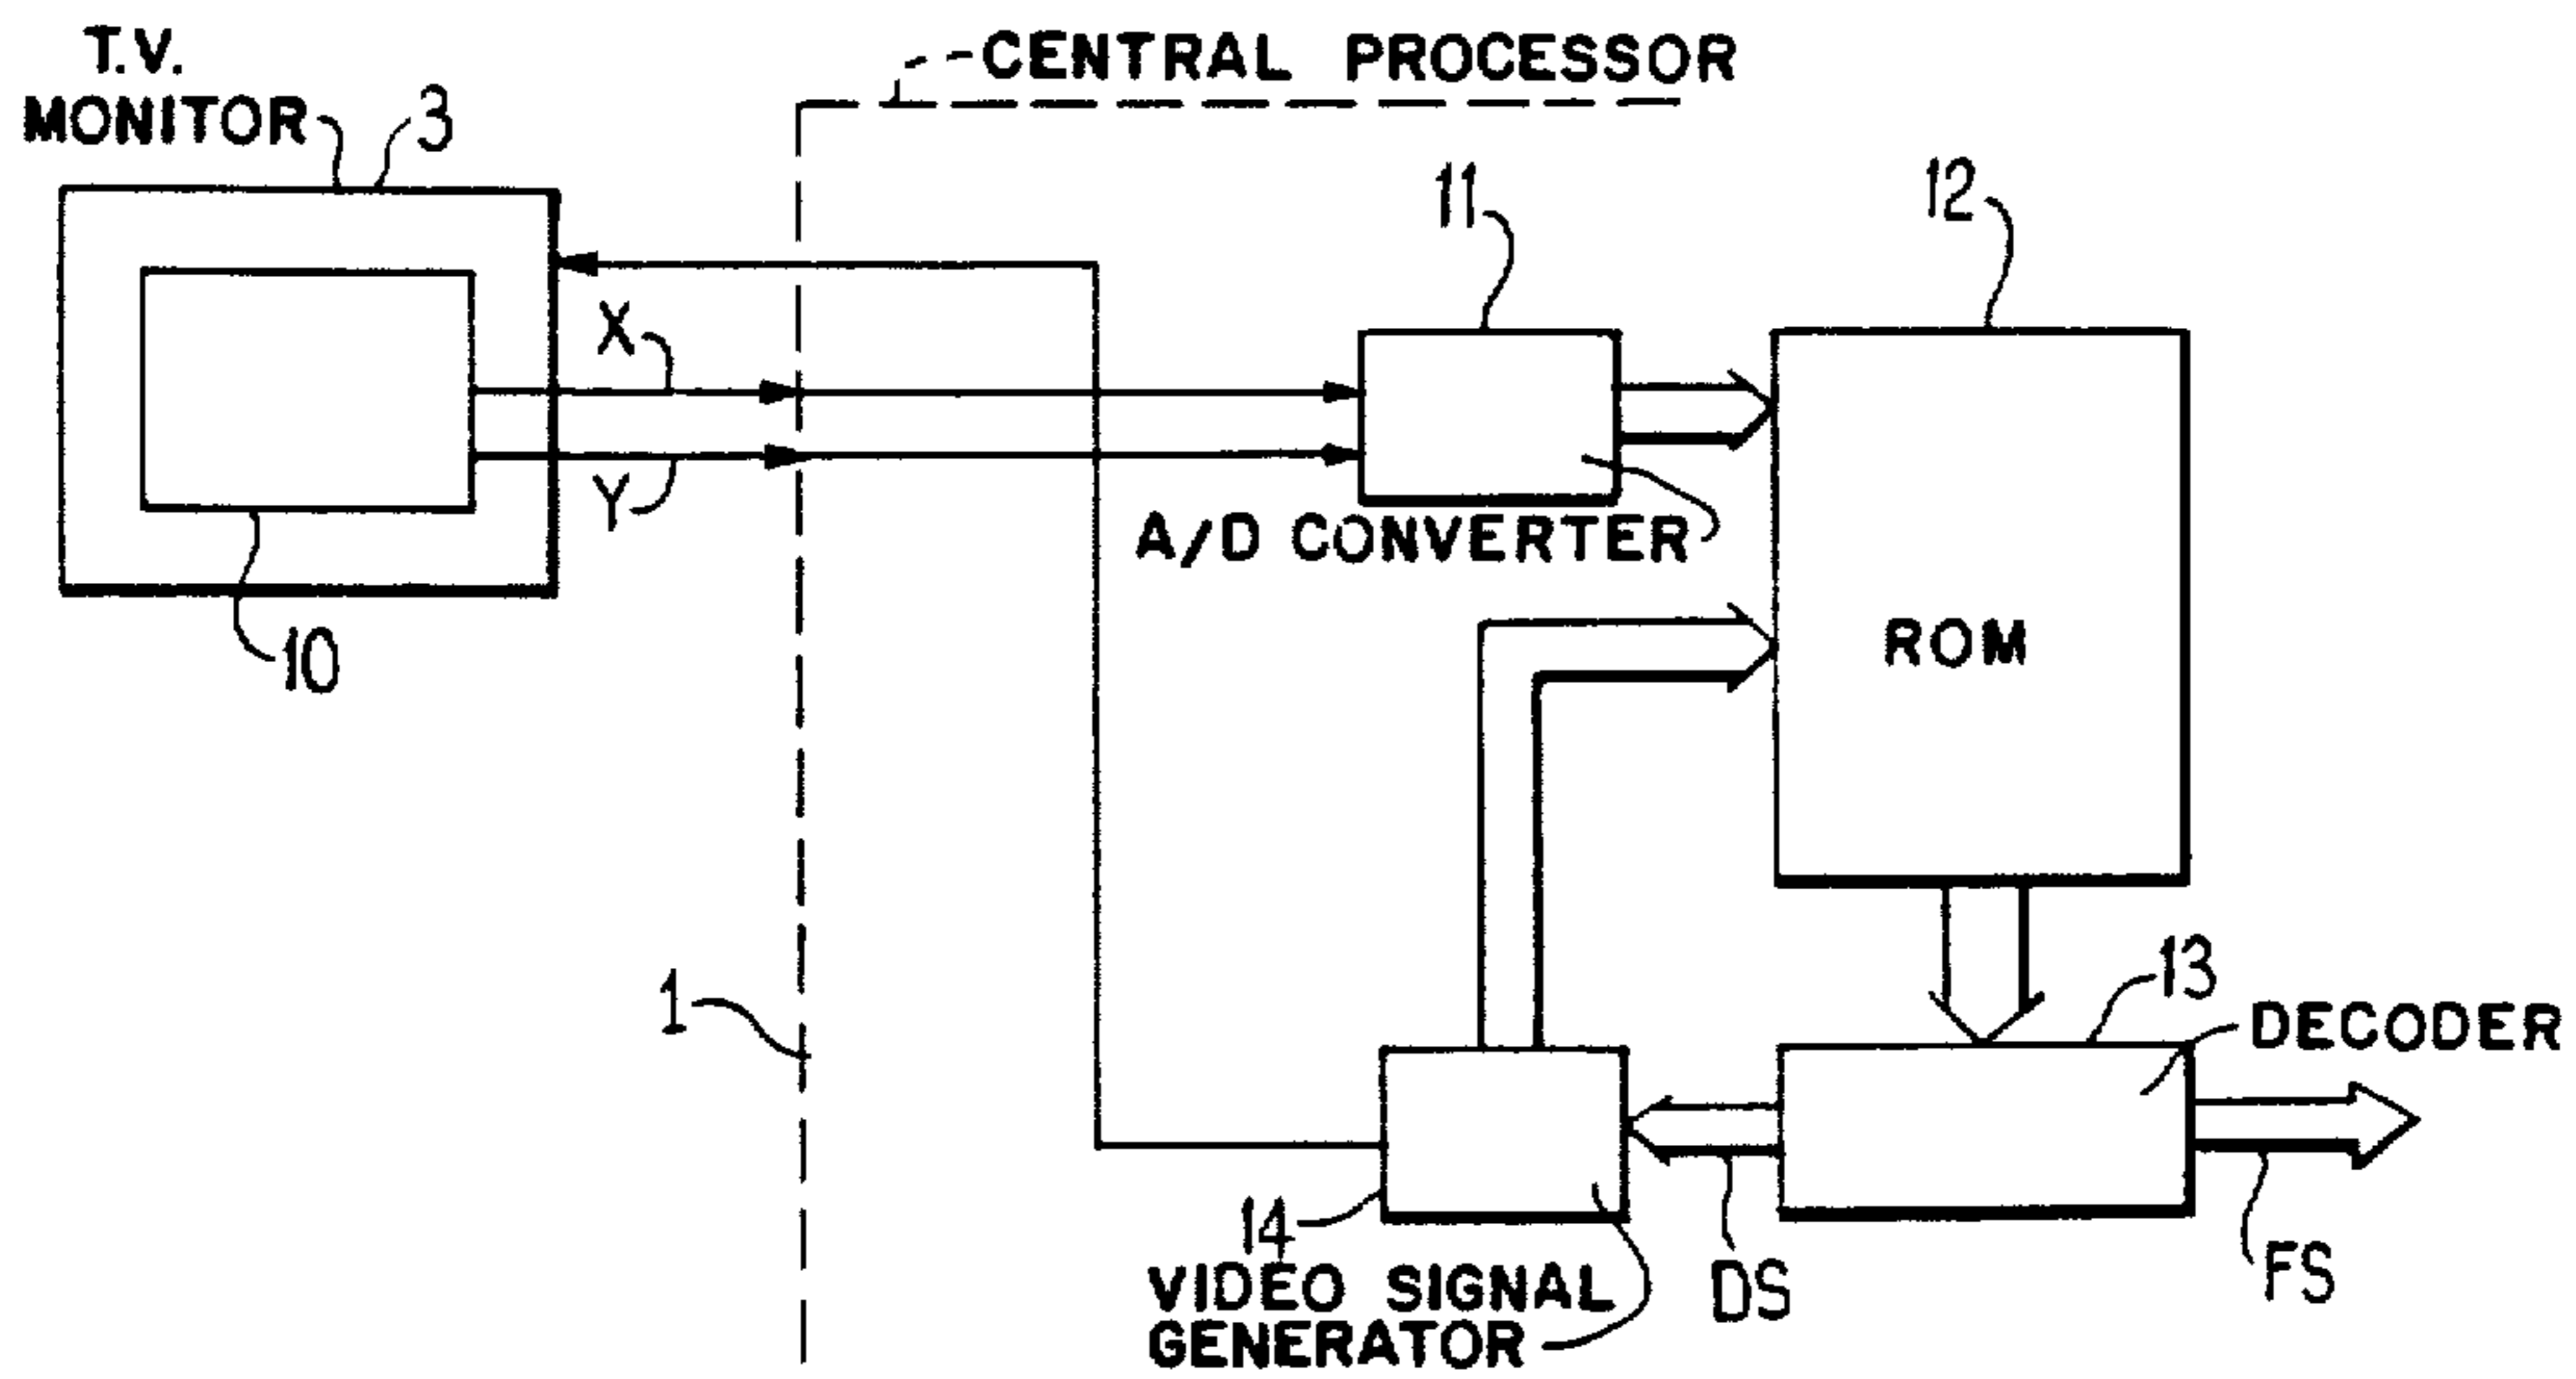 T.V.
MONITOR
3
CENTRAL PROCESSOR
11
12
X
Y
A/D CONVERTER
10
ROM
1
13
DECODER
14
VIDEO SIGNAL
GENERATOR
DS
FS